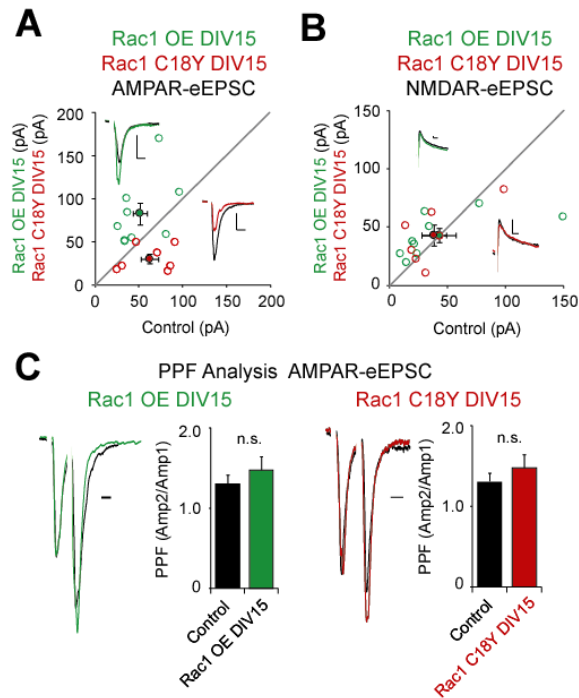 A
Rac1 OE DIV15
Rac1 C18Y DIV15
AMPAR-eEPSC
Rac1 OE DIV15 (pA)
Rac1 C18Y DIV15 (pA)
200
150
100
50
0
0 50 100 150 200
Control (pA)
B
Rac1 OE DIV15
Rac1 C18Y DIV15
NMDAR-eEPSC
Rac1 OE DIV15 (pA)
Rac1 C18Y DIV15 (pA)
150
100
50
0
0 50 100 150
Control (pA)
C
PPF Analysis AMPAR-eEPSC
Rac1 OE DIV15
PPF (Amp2/Amp1)
2.0
1.0
0
n.s.
Control
Rac1 OE DIV15
Rac1 C18Y DIV15
PPF (Amp2/Amp1)
2.0
1.0
0
n.s.
Control
Rac1 C18Y DIV15